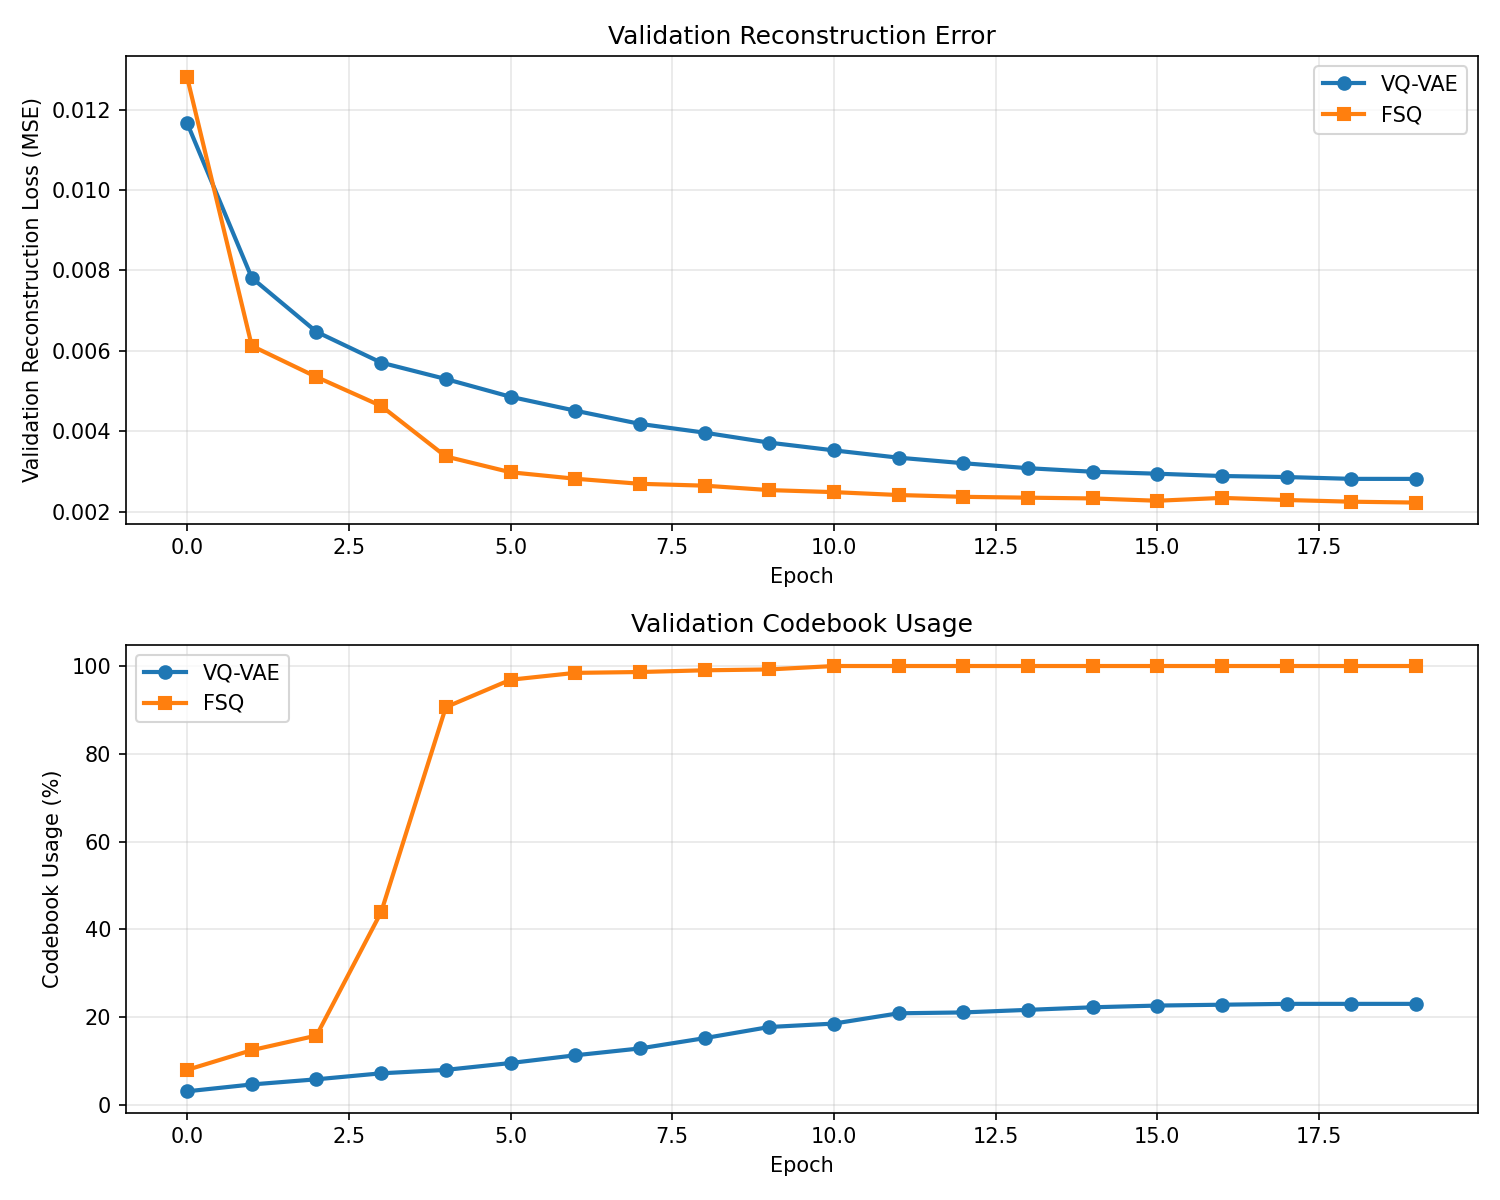 Validation Reconstruction Error
Validation Reconstruction Loss (MSE)
0.012
0.010
0.008
0.006
0.004
0.002
VQ-VAE
FSQ
0.0 2.5 5.0 7.5 10.0 12.5 15.0 17.5
Epoch
Validation Codebook Usage
Codebook Usage (%)
100
80
60
40
20
0
VQ-VAE
FSQ
0.0 2.5 5.0 7.5 10.0 12.5 15.0 17.5
Epoch